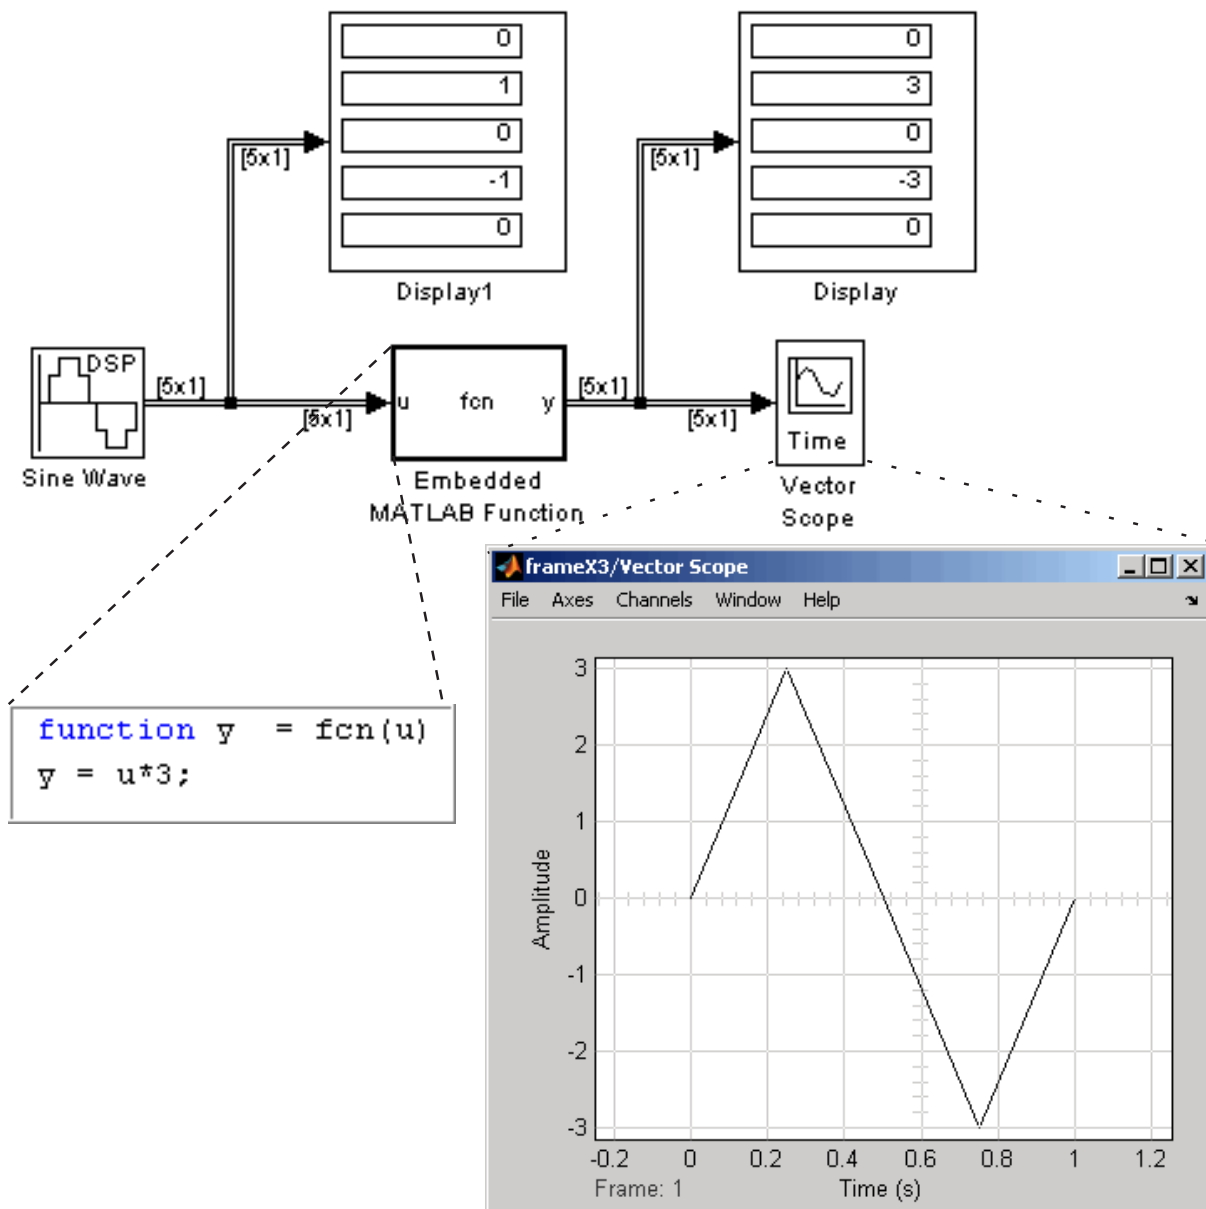 0
1
0
-1
0
[5x1]
Display1
0
3
0
-3
0
[5x1]
Display
DSP
Sine Wave
[5x1]
[5x1]
u fcn y
Embedded
MATLAB Function
[5x1]
[5x1]
Time
Vector
Scope
function y = fcn(u)
y = u*3;
frameX3/Vector Scope
File Axes Channels Window Help
3
2
1
0
-1
-2
-3
Amplitude
-0.2 0 0.2 0.4 0.6 0.8 1 1.2
Frame: 1
Time (s)